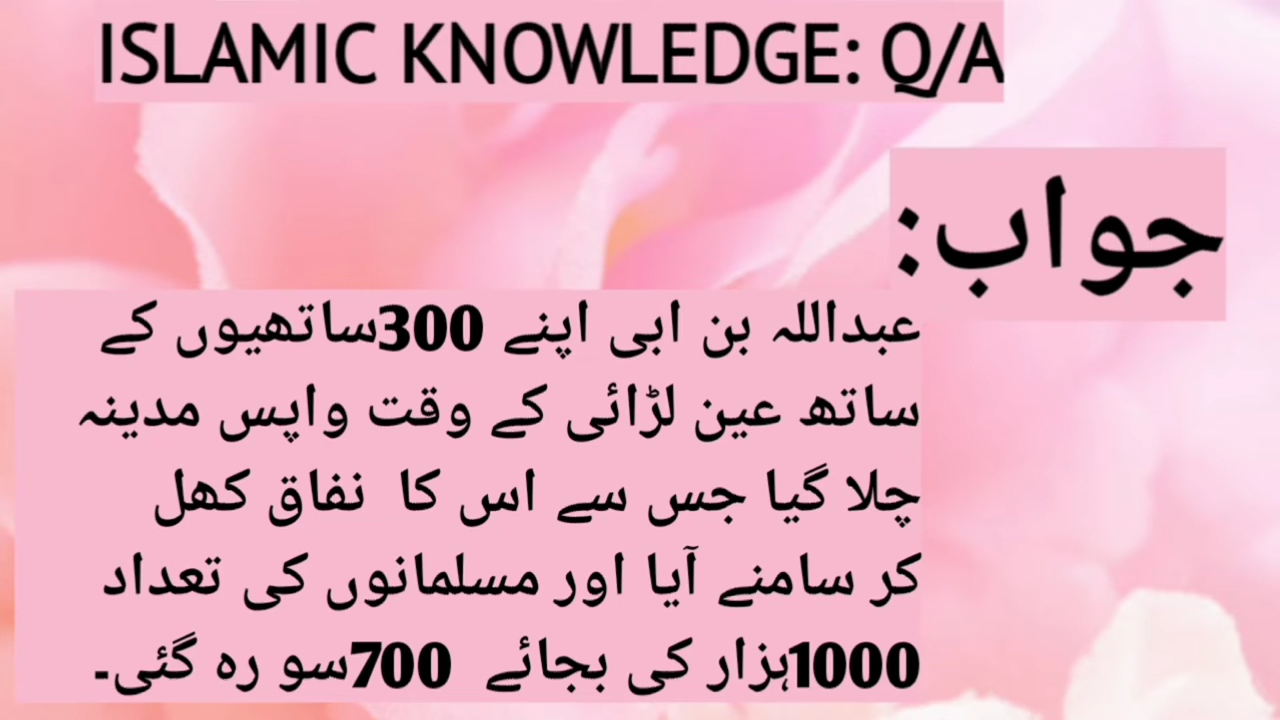 ISLAMIC KNOWLEDGE: Q/A
جواب:
عبداللہ بن ابی اپنے 300ساتھیوں کے
ساتھ عین لڑائی کے وقت واپس مدینہ
چلا گیا جس سے اس کا نفاق کھل
کر سامنے آیا اور مسلمانوں کی تعداد
1000ہزار کی بجائے 700سو رہ گئی۔